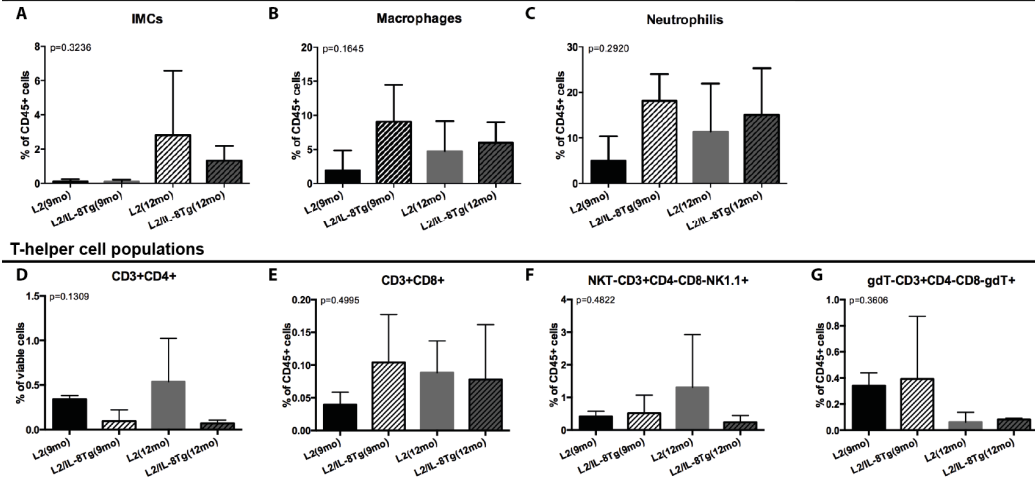 A
IMCs
p=0.3236
% of CD45+ cells
8
6
4
2
0
L2(9mo)
L2/IL-8Tg(9mo)
L2(12mo)
L2/IL-8Tg(12mo)
B
Macrophages
p=0.1645
% of CD45+ cells
20
15
10
5
0
L2(9mo)
L2/IL-8Tg(9mo)
L2(12mo)
L2/IL-8Tg(12mo)
C
Neutrophilis
p=0.2920
% of CD45+ cells
30
20
10
0
L2(9mo)
L2/IL-8Tg(9mo)
L2(12mo)
L2/IL-8Tg(12mo)
T-helper cell populations
D
CD3+CD4+
p=0.1309
% of viable cells
1.5
1.0
0.5
0.0
L2(9mo)
L2/IL-8Tg(9mo)
L2(12mo)
L2/IL-8Tg(12mo)
E
CD3+CD8+
p=0.4995
% of CD45+ cells
0.20
0.15
0.10
0.05
0.00
L2(9mo)
L2/IL-8Tg(9mo)
L2(12mo)
L2/IL-8Tg(12mo)
F
NKT-CD3+CD4-CD8-NK1.1+
p=0.4822
% of CD45+ cells
4
3
2
1
0
L2(9mo)
L2/IL-8Tg(9mo)
L2(12mo)
L2/IL-8Tg(12mo)
G
gdT-CD3+CD4-CD8-gdT+
p=0.3606
% of CD45+ cells
1.0
0.8
0.6
0.4
0.2
0.0
L2(9mo)
L2/IL-8Tg(9mo)
L2(12mo)
L2/IL-8Tg(12mo)